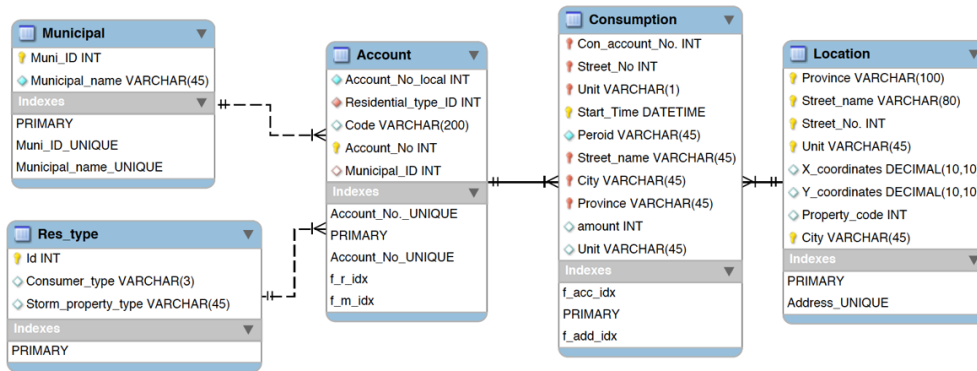 Municipal
Muni_ID INT
Municipal_name VARCHAR(45)
Indexes
PRIMARY
Muni_ID_UNIQUE
Municipal_name_UNIQUE
Res_type
Id INT
Consumer_type VARCHAR(3)
Storm_property_type VARCHAR(45)
Indexes
PRIMARY
Account
Account_No_local INT
Residential_type_ID INT
Code VARCHAR(200)
Account_No INT
Municipal_ID INT
Indexes
Account_No._UNIQUE
PRIMARY
Account_No_UNIQUE
f_r_idx
f_m_idx
Consumption
Con_account_No. INT
Street_No INT
Unit VARCHAR(1)
Start_Time DATETIME
Peroid VARCHAR(45)
Street_name VARCHAR(45)
City VARCHAR(45)
Province VARCHAR(45)
amount INT
Unit VARCHAR(45)
Indexes
f_acc_idx
PRIMARY
f_add_idx
Location
Province VARCHAR(100)
Street_name VARCHAR(80)
Street_No. INT
Unit VARCHAR(45)
X_coordinates DECIMAL(10,10
Y_coordinates DECIMAL(10,10
Property_code INT
City VARCHAR(45)
Indexes
PRIMARY
Address_UNIQUE